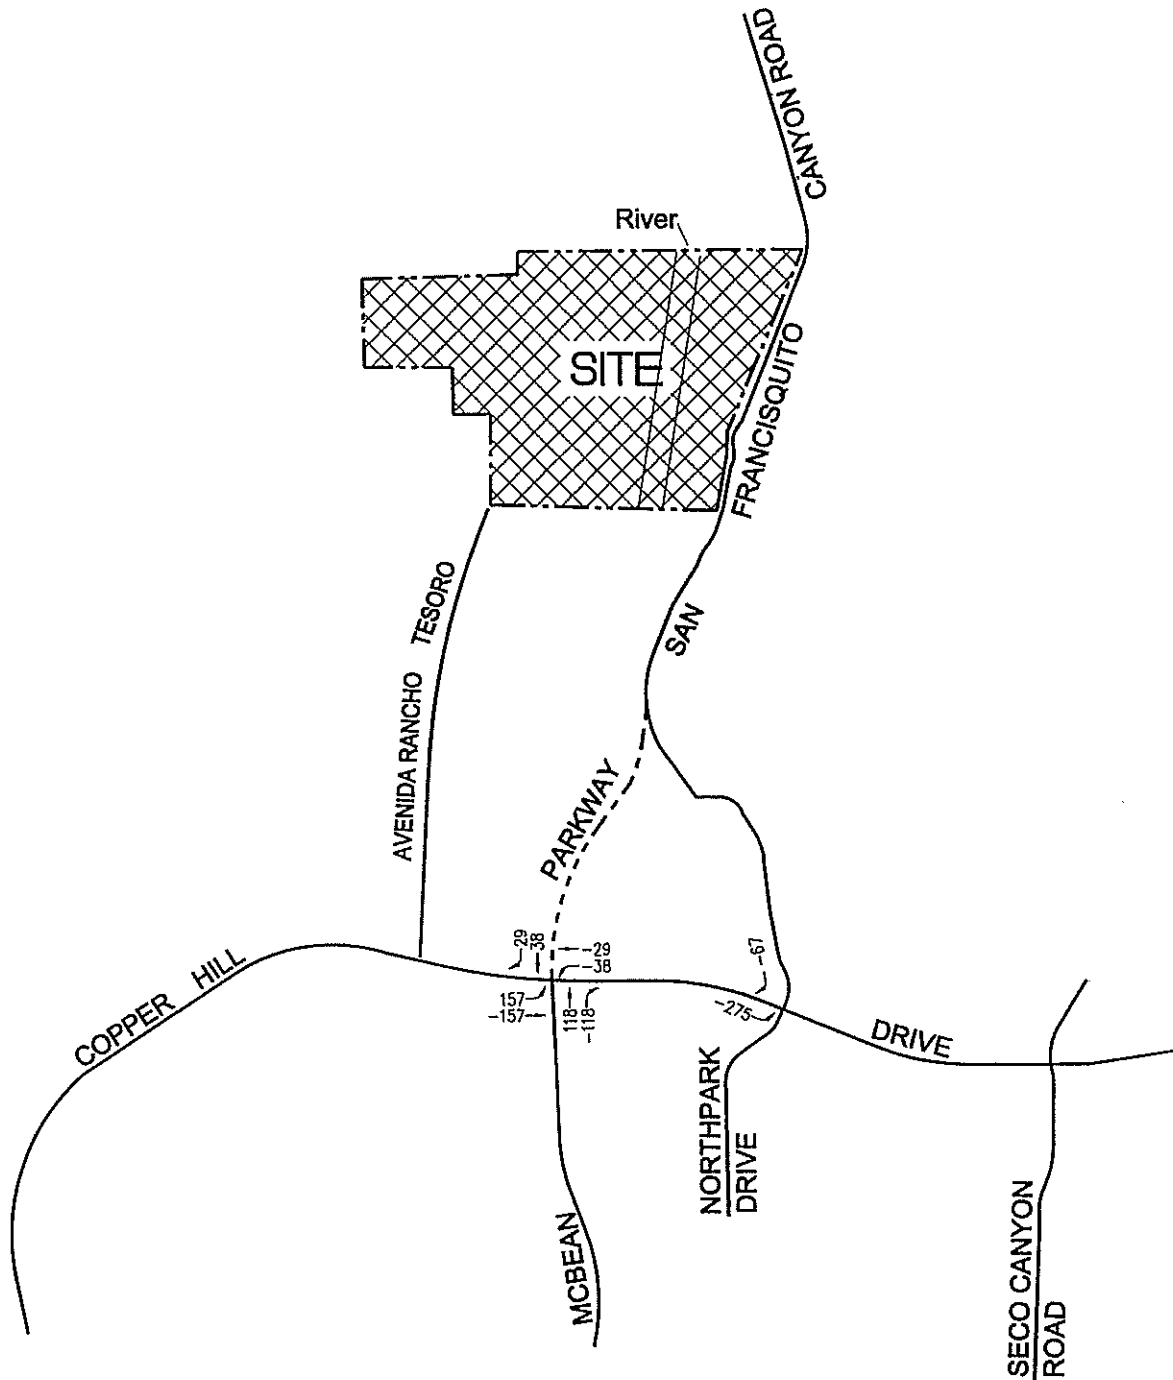 CANYON ROAD
River
SITE
FRANCISQUITO
SAN
AVENIDA RANCHO TESORO
PARKWAY
29
38
-29
-38
157
-157
118
-118
-67
-275
COPPER HILL
DRIVE
NORTHPARK
DRIVE
MCBEAN
SECO CANYON
ROAD